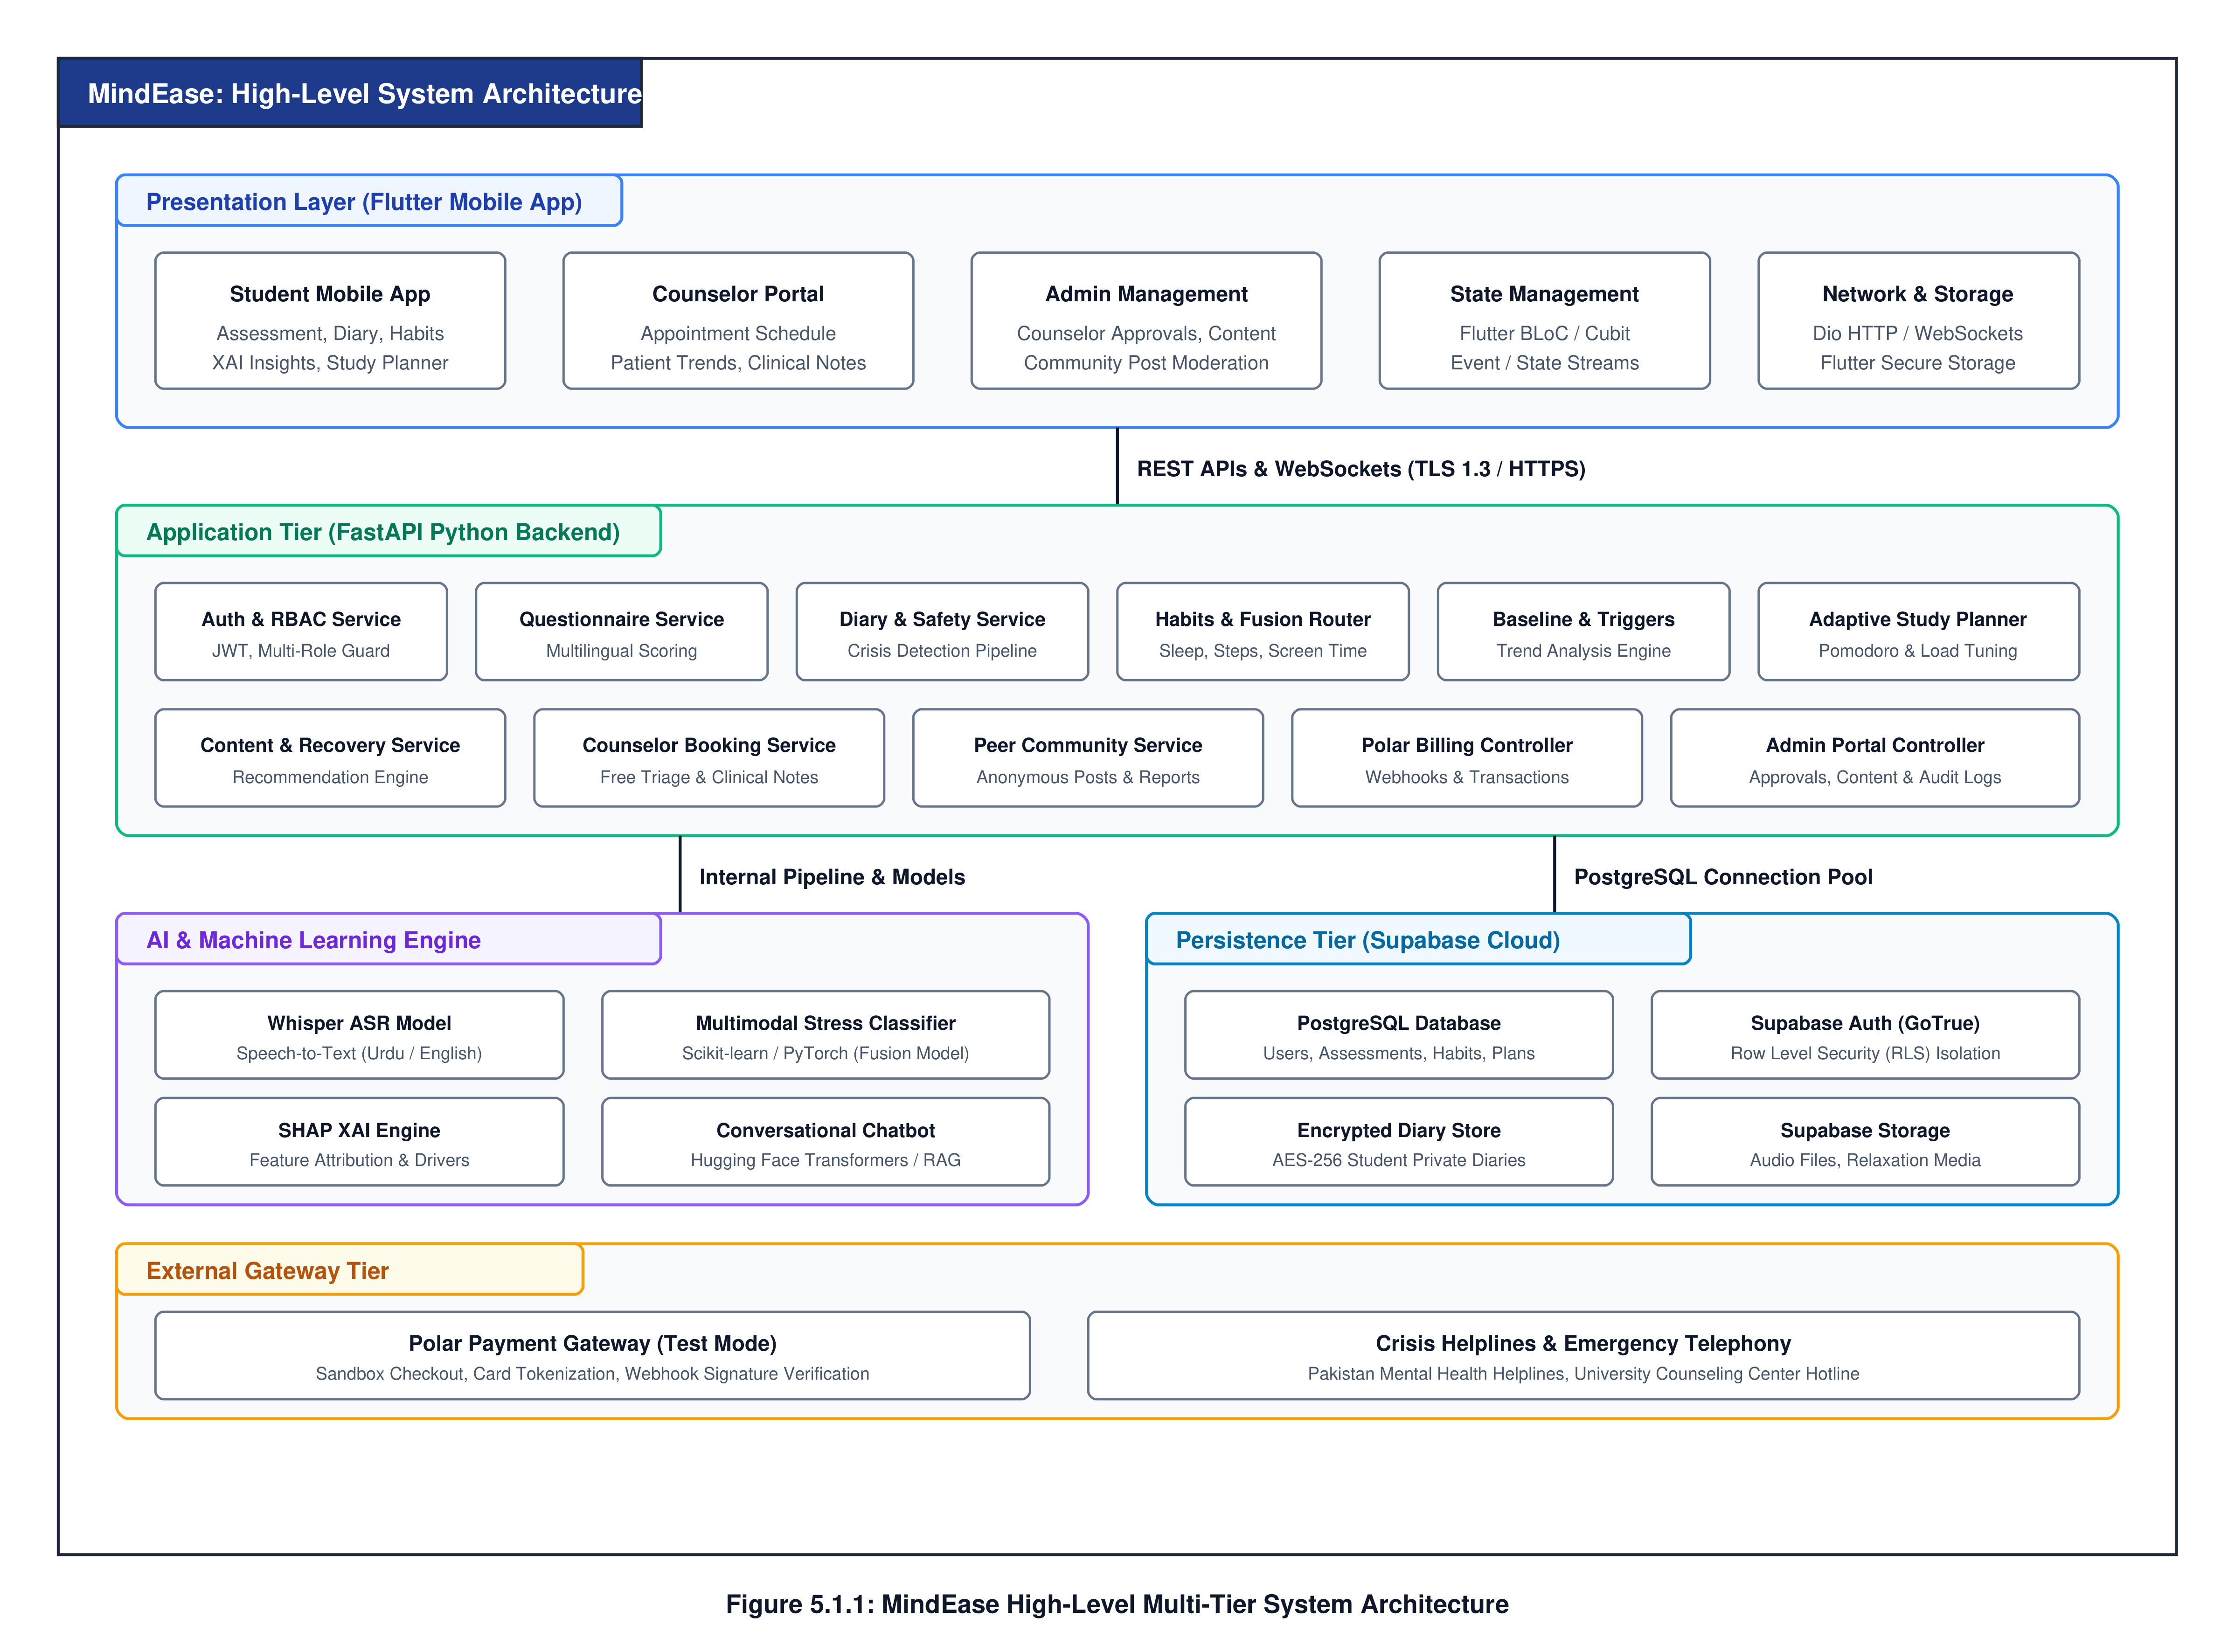 MindEase: High-Level System Architecture
Presentation Layer (Flutter Mobile App)
Student Mobile App
Assessment, Diary, Habits
XAI Insights, Study Planner
Counselor Portal
Appointment Schedule
Patient Trends, Clinical Notes
Admin Management
Counselor Approvals, Content
Community Post Moderation
State Management
Flutter BLoC / Cubit
Event / State Streams
Network & Storage
Dio HTTP / WebSockets
Flutter Secure Storage
REST APIs & WebSockets (TLS 1.3 / HTTPS)
Application Tier (FastAPI Python Backend)
Auth & RBAC Service
JWT, Multi-Role Guard
Questionnaire Service
Multilingual Scoring
Diary & Safety Service
Crisis Detection Pipeline
Habits & Fusion Router
Sleep, Steps, Screen Time
Baseline & Triggers
Trend Analysis Engine
Adaptive Study Planner
Pomodoro & Load Tuning
Content & Recovery Service
Recommendation Engine
Counselor Booking Service
Free Triage & Clinical Notes
Peer Community Service
Anonymous Posts & Reports
Polar Billing Controller
Webhooks & Transactions
Admin Portal Controller
Approvals, Content & Audit Logs
Internal Pipeline & Models
PostgreSQL Connection Pool
AI & Machine Learning Engine
Whisper ASR Model
Speech-to-Text (Urdu / English)
Multimodal Stress Classifier
Scikit-learn / PyTorch (Fusion Model)
SHAP XAI Engine
Feature Attribution & Drivers
Conversational Chatbot
Hugging Face Transformers / RAG
Persistence Tier (Supabase Cloud)
PostgreSQL Database
Users, Assessments, Habits, Plans
Supabase Auth (GoTrue)
Row Level Security (RLS) Isolation
Encrypted Diary Store
AES-256 Student Private Diaries
Supabase Storage
Audio Files, Relaxation Media
External Gateway Tier
Polar Payment Gateway (Test Mode)
Sandbox Checkout, Card Tokenization, Webhook Signature Verification
Crisis Helplines & Emergency Telephony
Pakistan Mental Health Helplines, University Counseling Center Hotline
Figure 5.1.1: MindEase High-Level Multi-Tier System Architecture